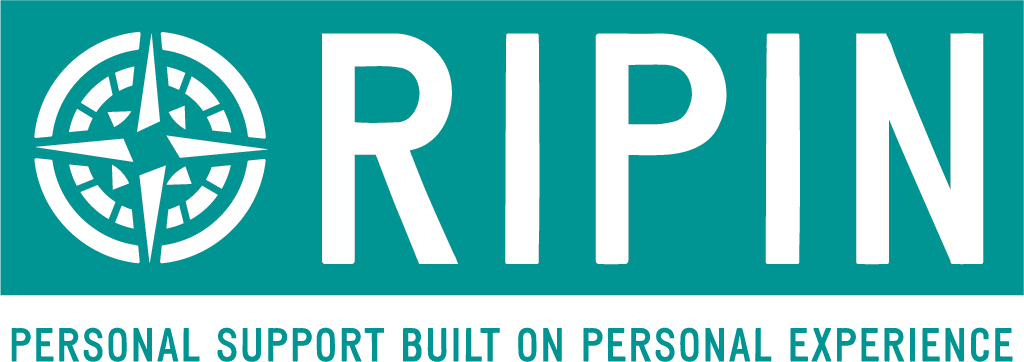 RIPIN
PERSONAL SUPPORT BUILT ON PERSONAL EXPERIENCE